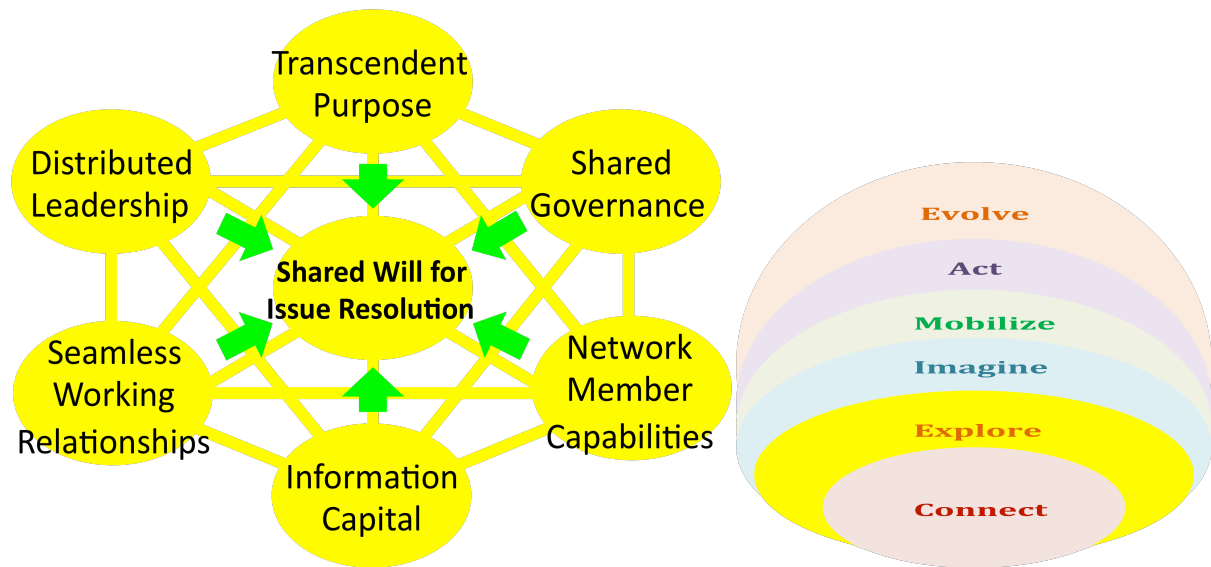 Transcendent
Purpose
Distributed
Leadership
Shared
Governance
Shared Will for
Issue Resolution
Seamless
Working
Relationships
Network
Member
Capabilities
Information
Capital
Evolve
Act
Mobilize
Imagine
Explore
Connect